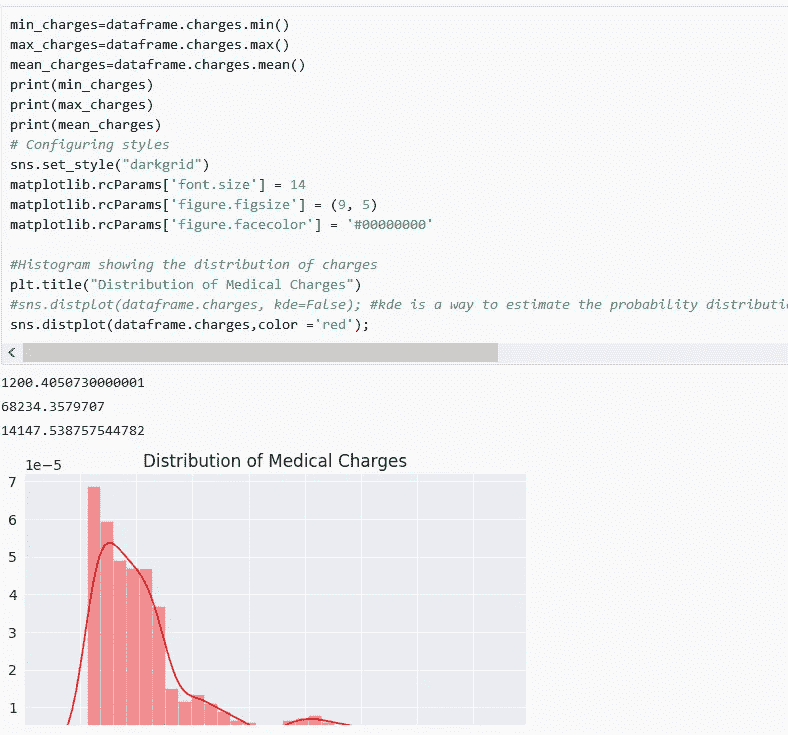 min_charges=dataframe.charges.min()
max_charges=dataframe.charges.max()
mean_charges=dataframe.charges.mean()
print(min_charges)
print(max_charges)
print(mean_charges)
# Configuring styles
sns.set_style("darkgrid")
matplotlib.rcParams['font.size'] = 14
matplotlib.rcParams['figure.figsize'] = (9, 5)
matplotlib.rcParams['figure.facecolor'] = '#00000000'
#Histogram showing the distribution of charges
plt.title("Distribution of Medical Charges")
#sns.distplot(dataframe.charges, kde=False); #kde is a way to estimate the probability distributi
sns.distplot(dataframe.charges,color ='red');
1200.4050730000001
68234.3579707
14147.538757544782
Distribution of Medical Charges
1e−5
7
6
5
4
3
2
1